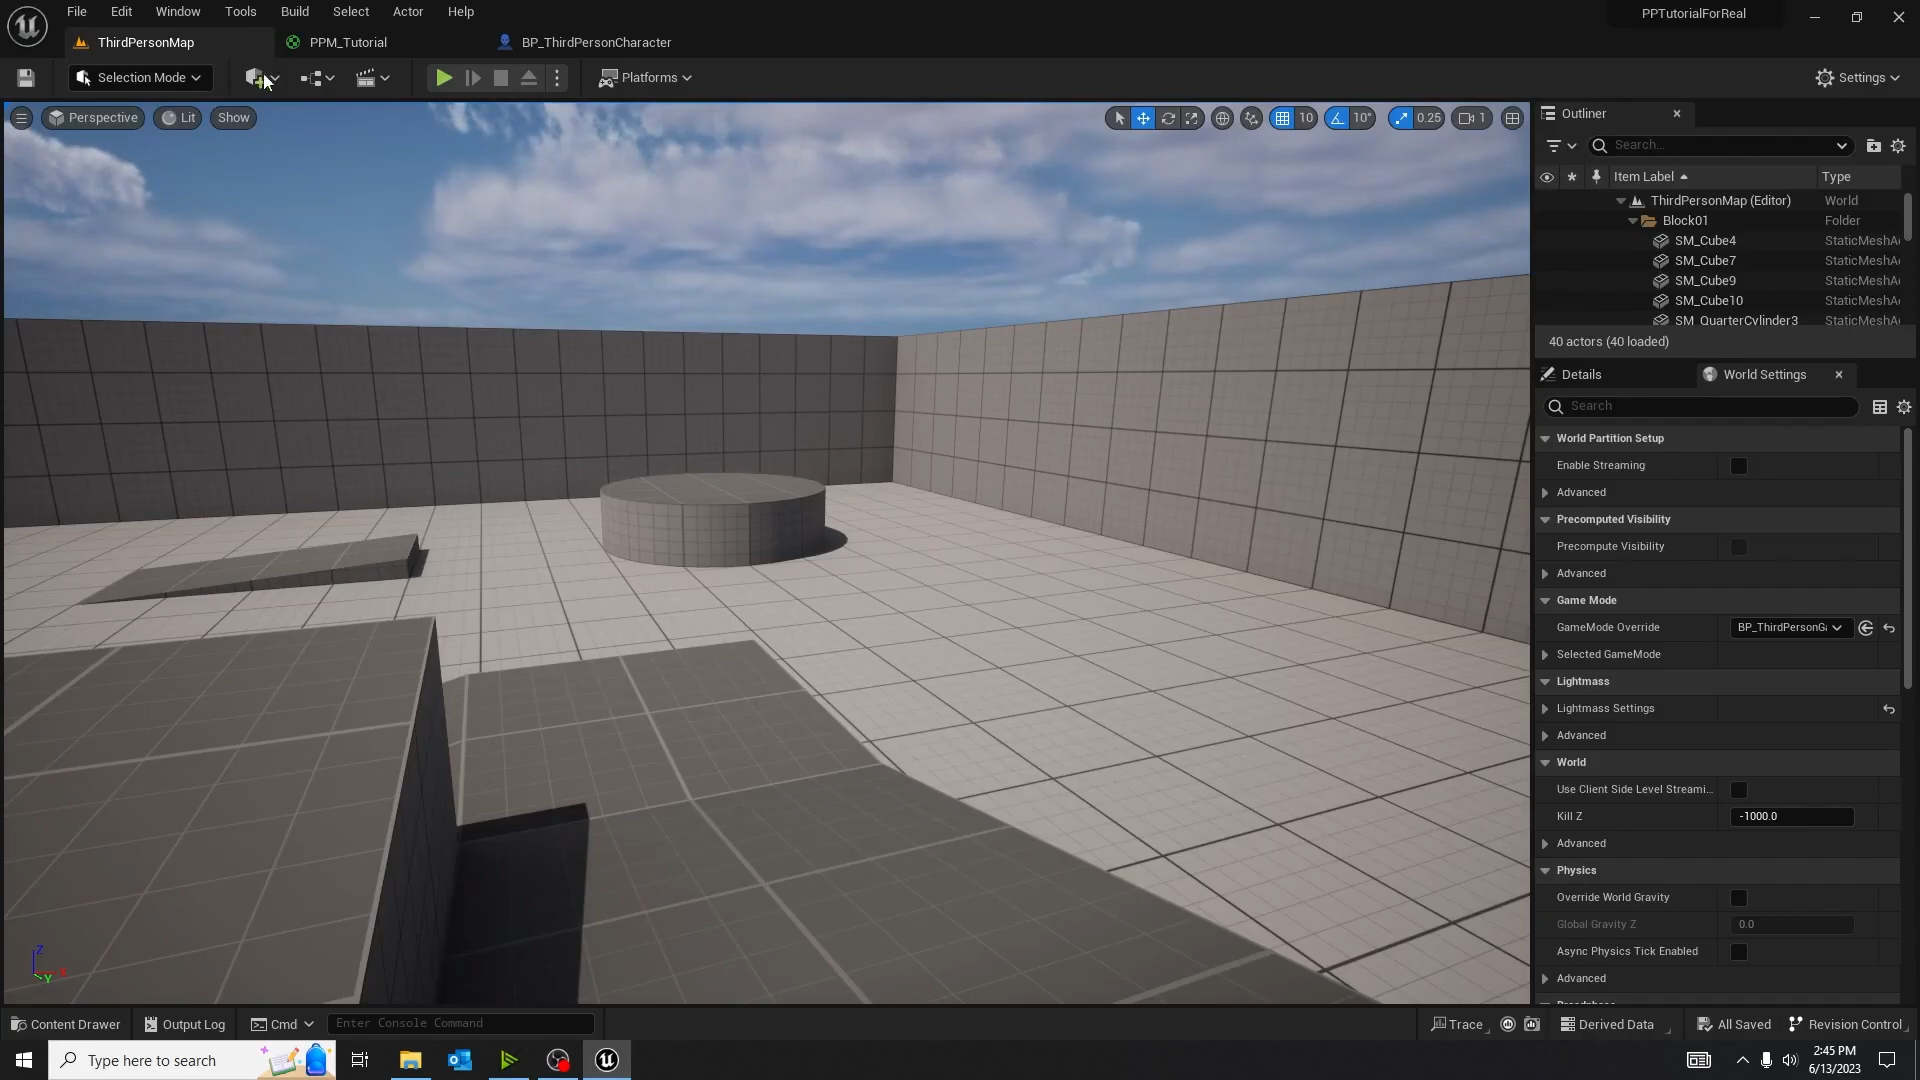 File Edit Window Tools Build Select Actor Help
PPTutorialForReal
ThirdPersonMap
PPM_Tutorial
BP_ThirdPersonCharacter
Selection Mode
Platforms
Settings
Perspective
Lit
Show
10
10°
0.25
1
Outliner
Search...
Item Label
Type
ThirdPersonMap (Editor) World
Block01 Folder
SM_Cube4 StaticMeshA
SM_Cube7 StaticMeshA
SM_Cube9 StaticMeshA
SM_Cube10 StaticMeshA
SM_QuarterCylinder3 StaticMeshA
40 actors (40 loaded)
Details
World Settings
Search
World Partition Setup
Enable Streaming
Advanced
Precomputed Visibility
Precompute Visibility
Advanced
Game Mode
GameMode Override BP_ThirdPersonGa
Selected GameMode
Lightmass
Lightmass Settings
Advanced
World
Use Client Side Level Streami...
Kill Z -1000.0
Advanced
Physics
Override World Gravity
Global Gravity Z 0.0
Async Physics Tick Enabled
Advanced
Z
X
Y
Content Drawer
Output Log
Cmd
Enter Console Command
Trace
Derived Data
All Saved
Revision Control
Type here to search
2:45 PM
6/13/2023